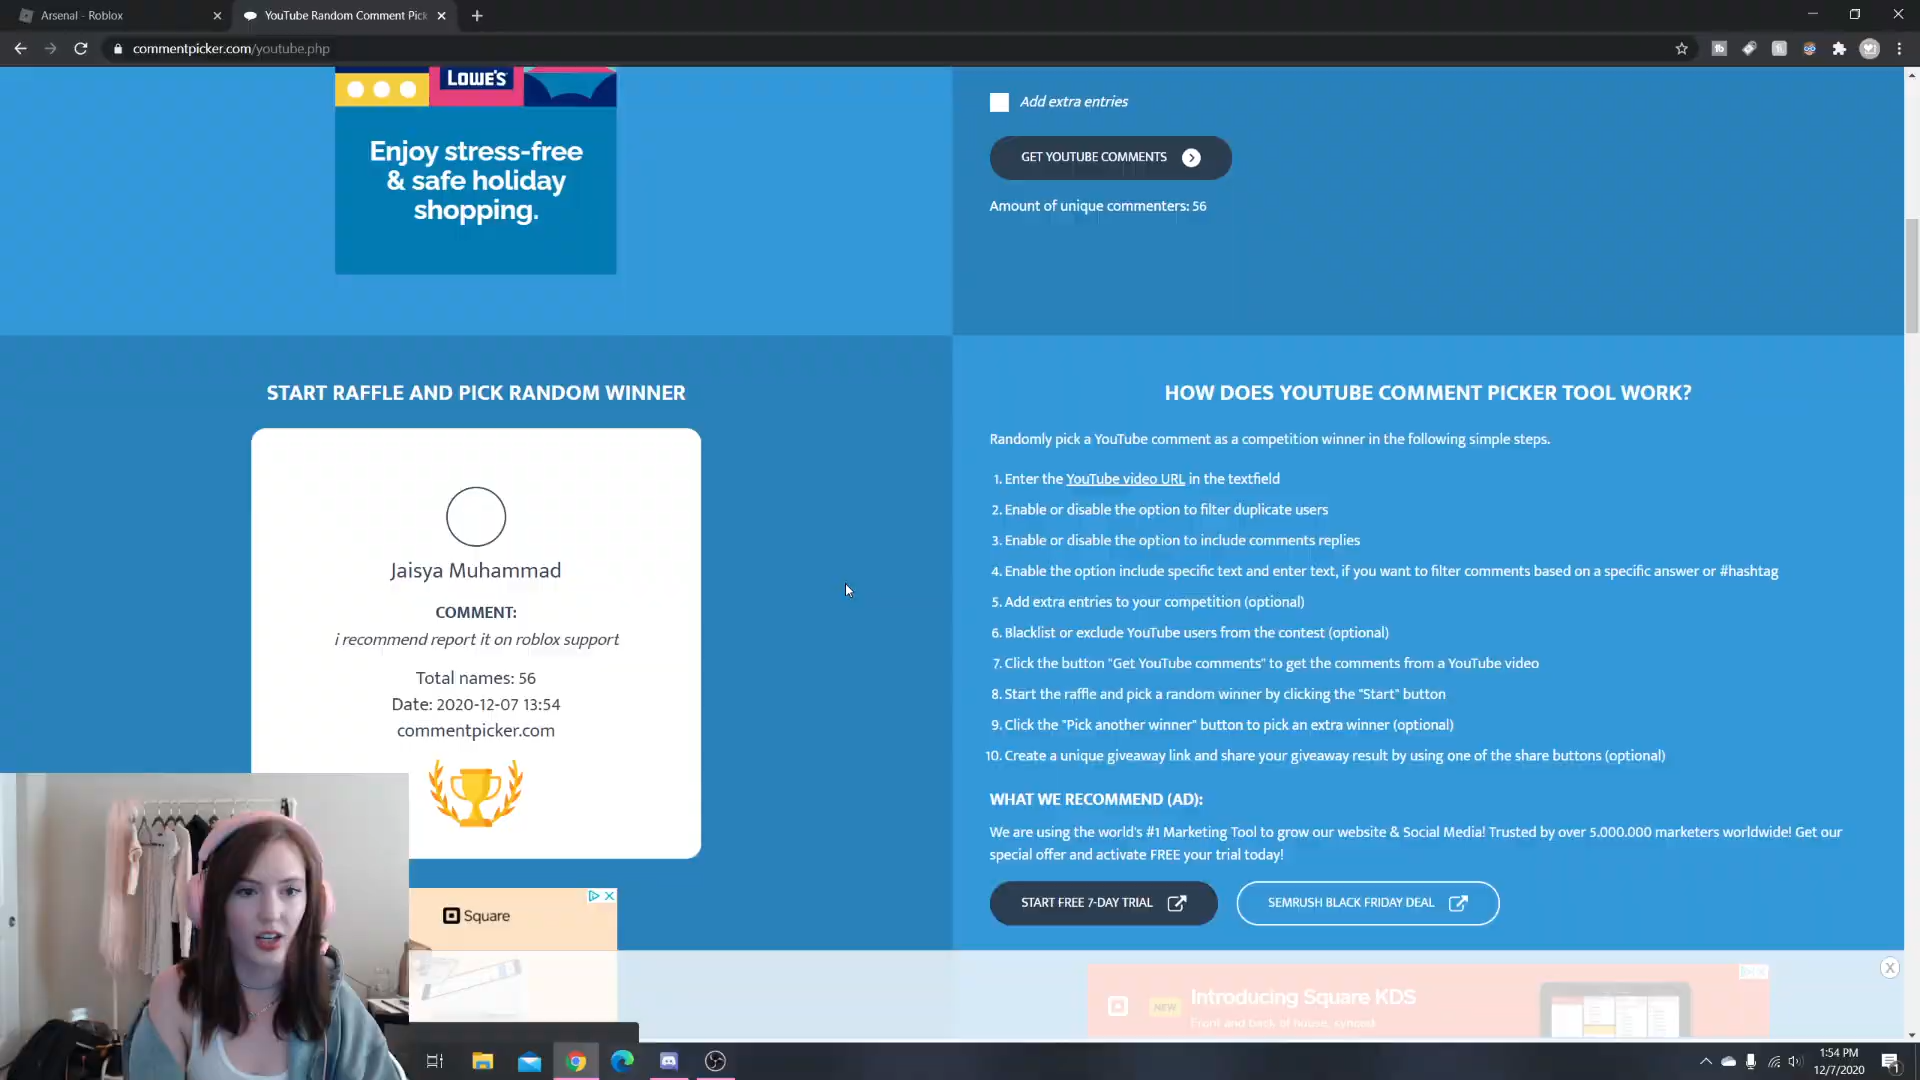 Arsenal - Roblox
YouTube Random Comment Pick
commentpicker.com/youtube.php
LOWE'S
Enjoy stress-free
& safe holiday
shopping.
Add extra entries
GET YOUTUBE COMMENTS
Amount of unique commenters: 56
START RAFFLE AND PICK RANDOM WINNER
Jaisya Muhammad
COMMENT:
i recommend report it on roblox support
Total names: 56
Date: 2020-12-07 13:54
commentpicker.com
HOW DOES YOUTUBE COMMENT PICKER TOOL WORK?
Randomly pick a YouTube comment as a competition winner in the following simple steps.
1. Enter the YouTube video URL in the textfield
2. Enable or disable the option to filter duplicate users
3. Enable or disable the option to include comments replies
4. Enable the option include specific text and enter text, if you want to filter comments based on a specific answer or #hashtag
5. Add extra entries to your competition (optional)
6. Blacklist or exclude YouTube users from the contest (optional)
7. Click the button "Get YouTube comments" to get the comments from a YouTube video
8. Start the raffle and pick a random winner by clicking the "Start" button
9. Click the "Pick another winner" button to pick an extra winner (optional)
10. Create a unique giveaway link and share your giveaway result by using one of the share buttons (optional)
WHAT WE RECOMMEND (AD):
We are using the world's #1 Marketing Tool to grow our website & Social Media! Trusted by over 5.000.000 marketers worldwide! Get our
special offer and activate FREE your trial today!
START FREE 7-DAY TRIAL
SEMRUSH BLACK FRIDAY DEAL
Square
NEW
Introducing Square KDS
Front and back of house, synced.
1:54 PM
12/7/2020